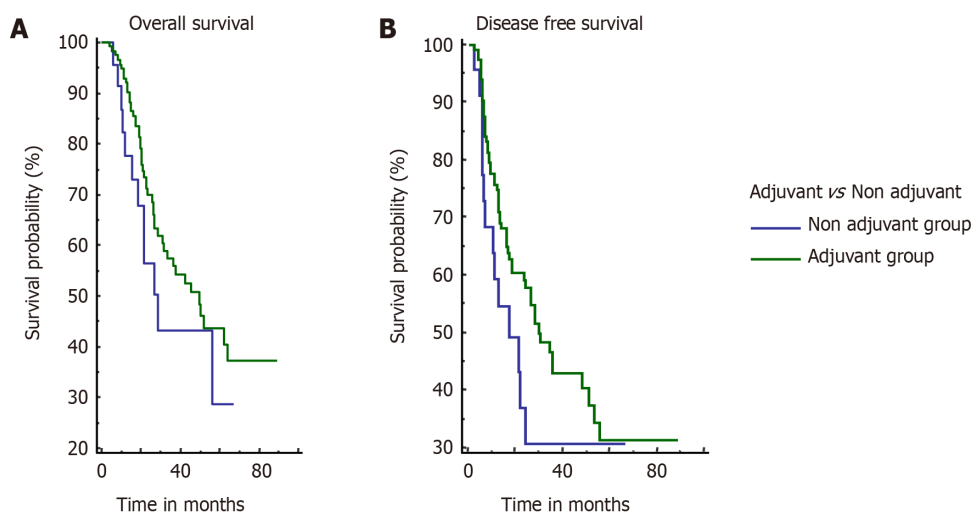 A
Overall survival
Survival probability (%)
100
90
80
70
60
50
40
30
20
0
40
80
Time in months
B
Disease free survival
Survival probability (%)
100
90
80
70
60
50
40
30
0
40
80
Time in months
Adjuvant vs Non adjuvant
Non adjuvant group
Adjuvant group